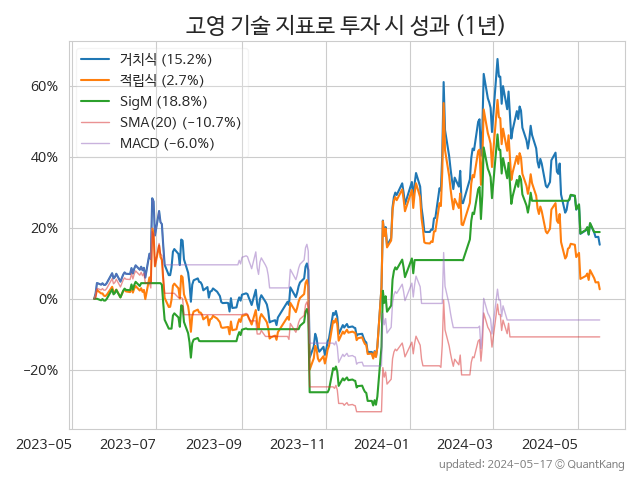 고영 기술 지표로 투자 시 성과 (1년)
거치식 (15.2%)
적립식 (2.7%)
SigM (18.8%)
SMA(20) (−10.7%)
MACD (−6.0%)
60%
40%
20%
0%
−20%
2023-05 2023-07 2023-09 2023-11 2024-01 2024-03 2024-05
updated: 2024-05-17 ⓒ QuantKang